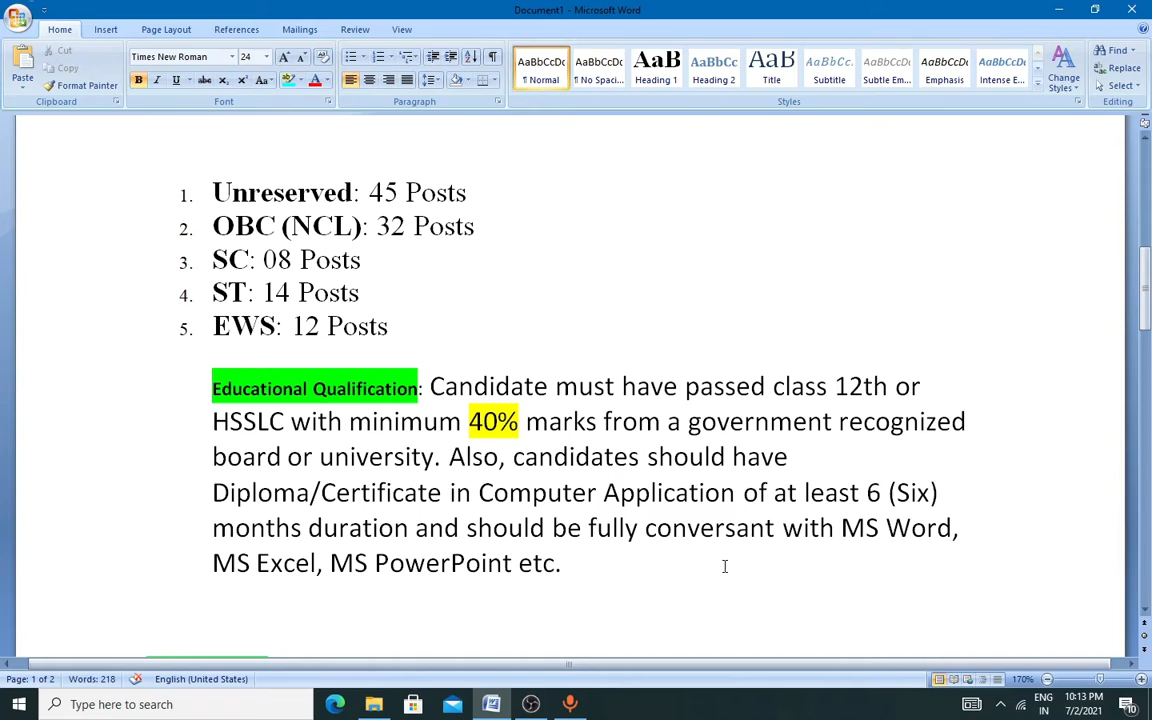 Document1 - Microsoft Word
Home Insert Page Layout References Mailings Review View
Cut Times New Roman 24 Find
Copy AaBbCcDc AaBbCcDc AaBbC AaBbCc AaB AaBbCc. AaBbCcDc AaBbCcDc AaBbCcDc Replace
Paste Format Painter ¶ Normal ¶ No Spaci... Heading 1 Heading 2 Title Subtitle Subtle Em... Emphasis Intense E... Change Styles Select
Clipboard Font Paragraph Styles Editing
1. Unreserved: 45 Posts
2. OBC (NCL): 32 Posts
3. SC: 08 Posts
4. ST: 14 Posts
5. EWS: 12 Posts
Educational Qualification: Candidate must have passed class 12th or
HSSLC with minimum 40% marks from a government recognized
board or university. Also, candidates should have
Diploma/Certificate in Computer Application of at least 6 (Six)
months duration and should be fully conversant with MS Word,
MS Excel, MS PowerPoint etc.
Page: 1 of 2 Words: 218 English (United States) 170%
Type here to search ENG 10:13 PM
IN 7/2/2021 10